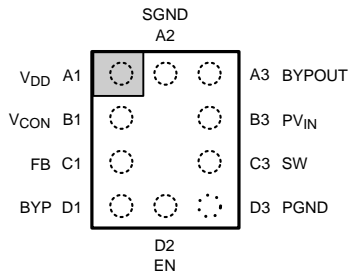 SGND
A2
VDD A1 A3 BYPOUT
VCON B1 B3 PVIN
FB C1 C3 SW
BYP D1 D3 PGND
D2
EN